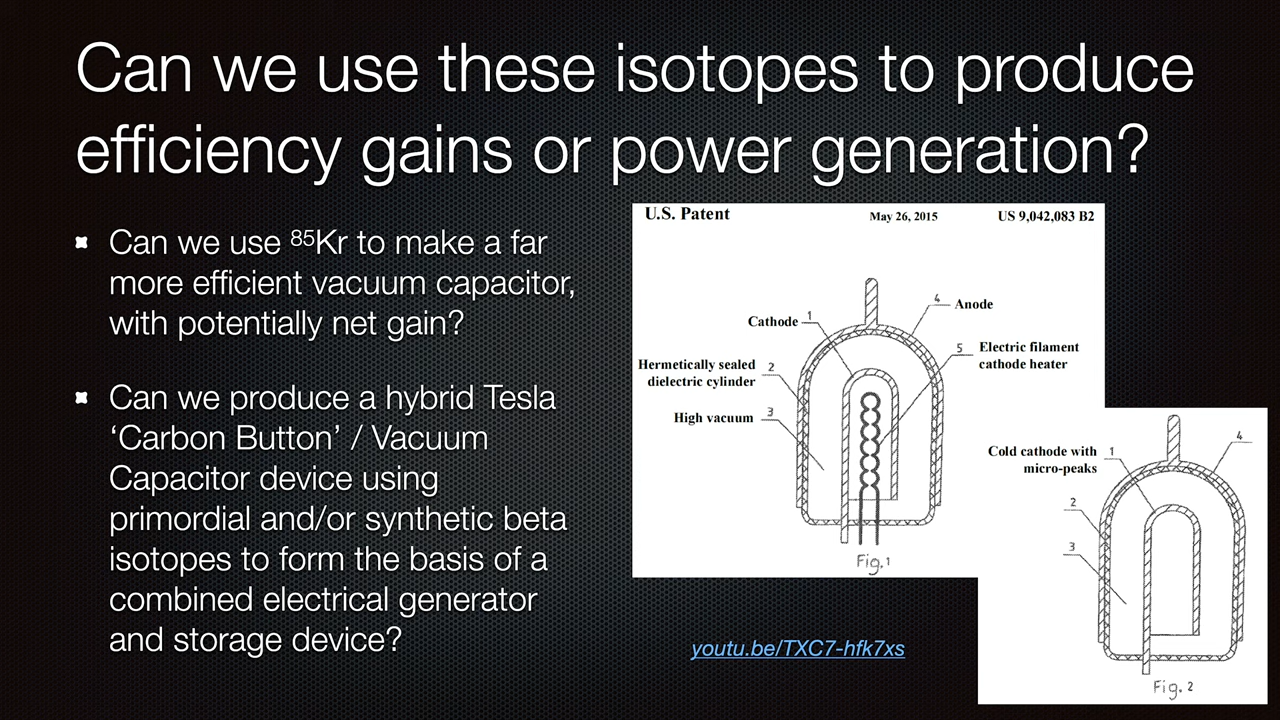 Can we use these isotopes to produce
efficiency gains or power generation?
Can we use ⁸⁵Kr to make a far
more efficient vacuum capacitor,
with potentially net gain?
Can we produce a hybrid Tesla
‘Carbon Button’ / Vacuum
Capacitor device using
primordial and/or synthetic beta
isotopes to form the basis of a
combined electrical generator
and storage device?
U.S. Patent May 26, 2015 US 9,042,083 B2
4 Anode
Cathode 1
5 Electric filament
cathode heater
Hermetically sealed 2
dielectric cylinder
High vacuum 3
Fig.1
4
Cold cathode with 1
micro-peaks
2
3
Fig. 2
youtu.be/TXC7-hfk7xs